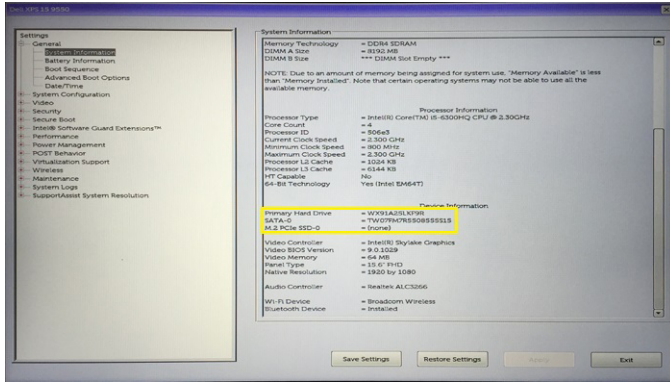 Dell XPS 15 9550
Settings
General
System Information
Battery Information
Boot Sequence
Advanced Boot Options
Date/Time
System Configuration
Video
Security
Secure Boot
Intel® Software Guard Extensions™
Performance
Power Management
POST Behavior
Virtualization Support
Wireless
Maintenance
System Logs
SupportAssist System Resolution
System Information
Memory Technology = DDR4 SDRAM
DIMM A Size = 8192 MB
DIMM B Size *** DIMM Slot Empty ***
NOTE: Due to an amount of memory being assigned for system use, "Memory Available" is less
than "Memory Installed". Note that certain operating systems may not be able to use all the
available memory.
Processor Information
Processor Type = Intel(R) Core(TM) i5-6300HQ CPU @ 2.30GHz
Core Count = 4
Processor ID = 506e3
Current Clock Speed = 2.300 GHz
Minimum Clock Speed = 800 MHz
Maximum Clock Speed = 2.300 GHz
Processor L2 Cache = 1024 KB
Processor L3 Cache = 6144 KB
HT Capable No
64-Bit Technology Yes (Intel EM64T)
Device Information
Primary Hard Drive
SATA-0
M.2 PCIe SSD-0 = (none)
Video Controller = Intel(R) Skylake Graphics
Video BIOS Version = 9.0.1029
Video Memory = 64 MB
Panel Type = 15.6" FHD
Native Resolution = 1920 by 1080
Audio Controller = Realtek ALC3266
Wi-Fi Device = Broadcom Wireless
Bluetooth Device = Installed
Save Settings
Restore Settings
Apply
Exit